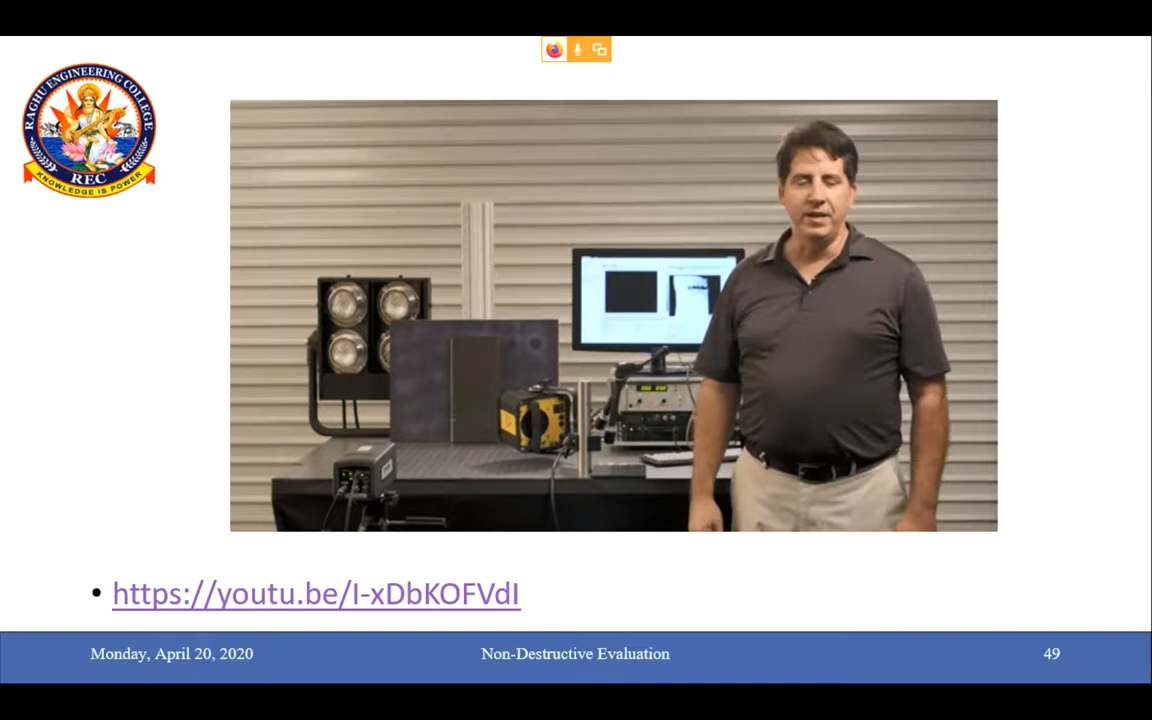 RAGHU ENGINEERING COLLEGE
REC
KNOWLEDGE IS POWER
• https://youtu.be/I-xDbKOFVdI
Monday, April 20, 2020
Non-Destructive Evaluation
49